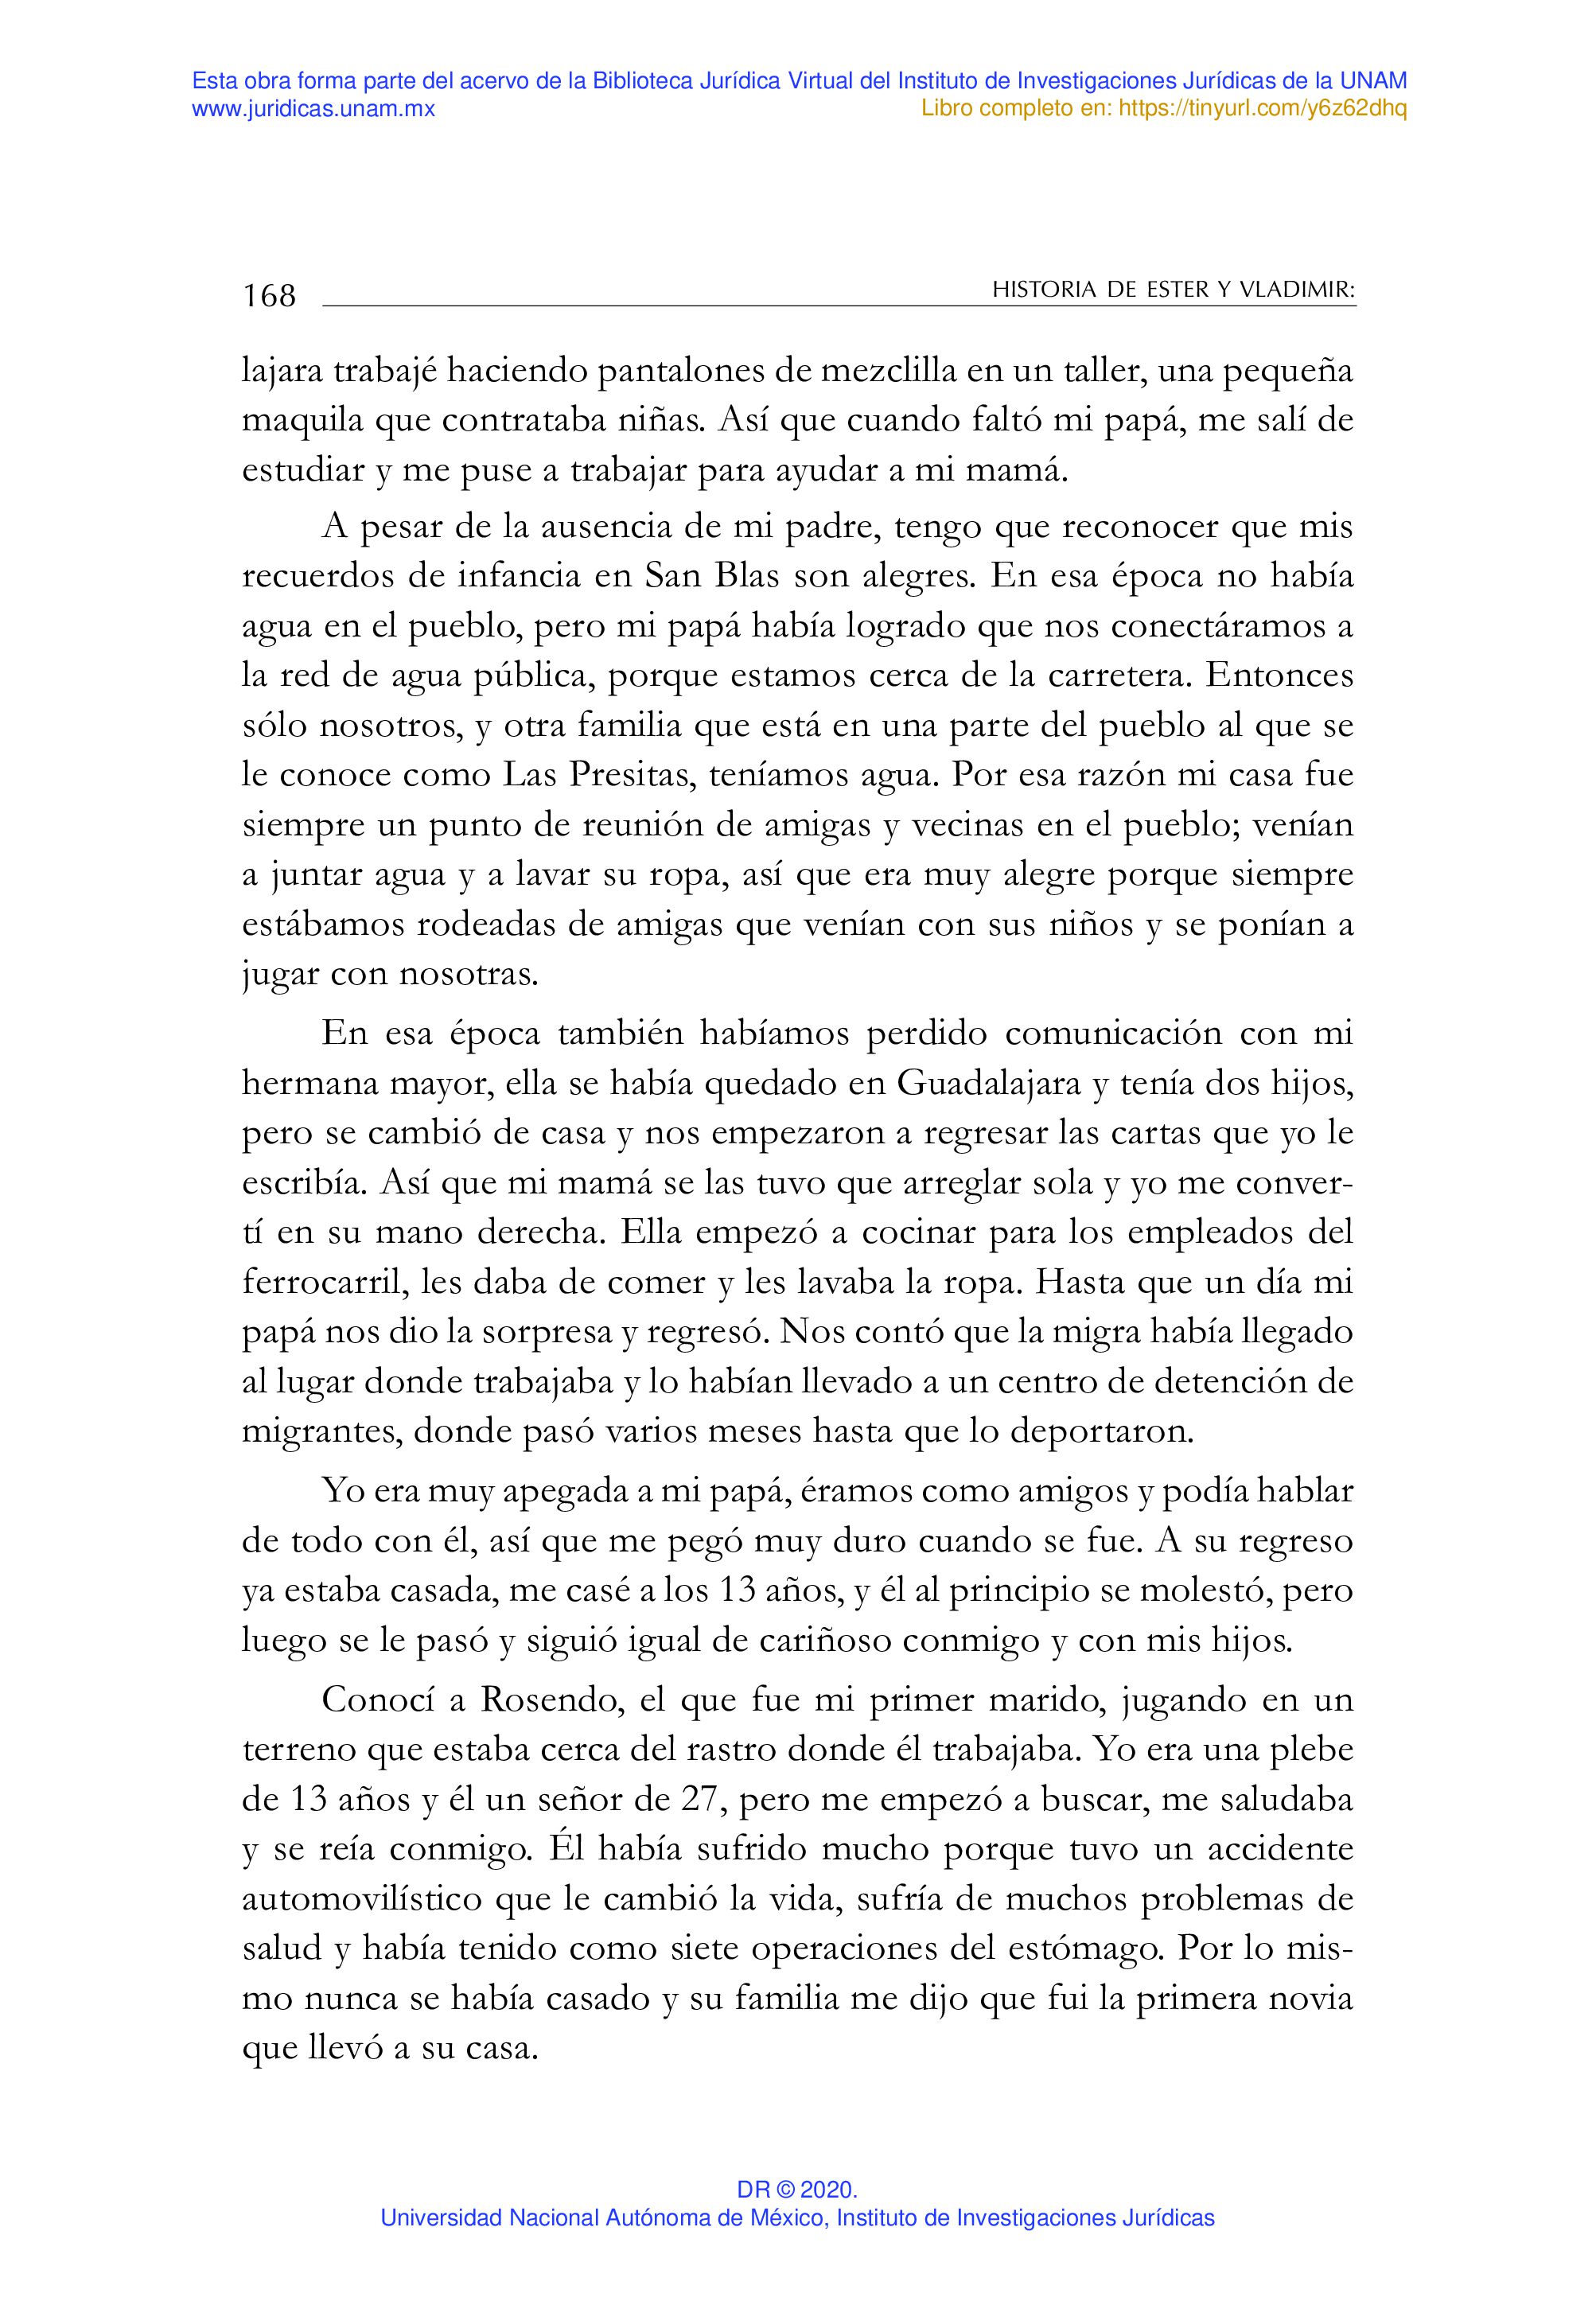 Esta obra forma parte del acervo de la Biblioteca Jurídica Virtual del Instituto de Investigaciones Jurídicas de la UNAM
www.juridicas.unam.mx
Libro completo en: https://tinyurl.com/y6z62dhq
168
HISTORIA DE ESTER Y VLADIMIR:
lajara trabajé haciendo pantalones de mezclilla en un taller, una pequeña
maquila que contrataba niñas. Así que cuando faltó mi papá, me salí de
estudiar y me puse a trabajar para ayudar a mi mamá.
A pesar de la ausencia de mi padre, tengo que reconocer que mis
recuerdos de infancia en San Blas son alegres. En esa época no había
agua en el pueblo, pero mi papá había logrado que nos conectáramos a
la red de agua pública, porque estamos cerca de la carretera. Entonces
sólo nosotros, y otra familia que está en una parte del pueblo al que se
le conoce como Las Presitas, teníamos agua. Por esa razón mi casa fue
siempre un punto de reunión de amigas y vecinas en el pueblo; venían
a juntar agua y a lavar su ropa, así que era muy alegre porque siempre
estábamos rodeadas de amigas que venían con sus niños y se ponían a
jugar con nosotras.
En esa época también habíamos perdido comunicación con mi
hermana mayor, ella se había quedado en Guadalajara y tenía dos hijos,
pero se cambió de casa y nos empezaron a regresar las cartas que yo le
escribía. Así que mi mamá se las tuvo que arreglar sola y yo me conver-
tí en su mano derecha. Ella empezó a cocinar para los empleados del
ferrocarril, les daba de comer y les lavaba la ropa. Hasta que un día mi
papá nos dio la sorpresa y regresó. Nos contó que la migra había llegado
al lugar donde trabajaba y lo habían llevado a un centro de detención de
migrantes, donde pasó varios meses hasta que lo deportaron.
Yo era muy apegada a mi papá, éramos como amigos y podía hablar
de todo con él, así que me pegó muy duro cuando se fue. A su regreso
ya estaba casada, me casé a los 13 años, y él al principio se molestó, pero
luego se le pasó y siguió igual de cariñoso conmigo y con mis hijos.
Conocí a Rosendo, el que fue mi primer marido, jugando en un
terreno que estaba cerca del rastro donde él trabajaba. Yo era una plebe
de 13 años y él un señor de 27, pero me empezó a buscar, me saludaba
y se reía conmigo. Él había sufrido mucho porque tuvo un accidente
automovilístico que le cambió la vida, sufría de muchos problemas de
salud y había tenido como siete operaciones del estómago. Por lo mis-
mo nunca se había casado y su familia me dijo que fui la primera novia
que llevó a su casa.
DR © 2020.
Universidad Nacional Autónoma de México, Instituto de Investigaciones Jurídicas